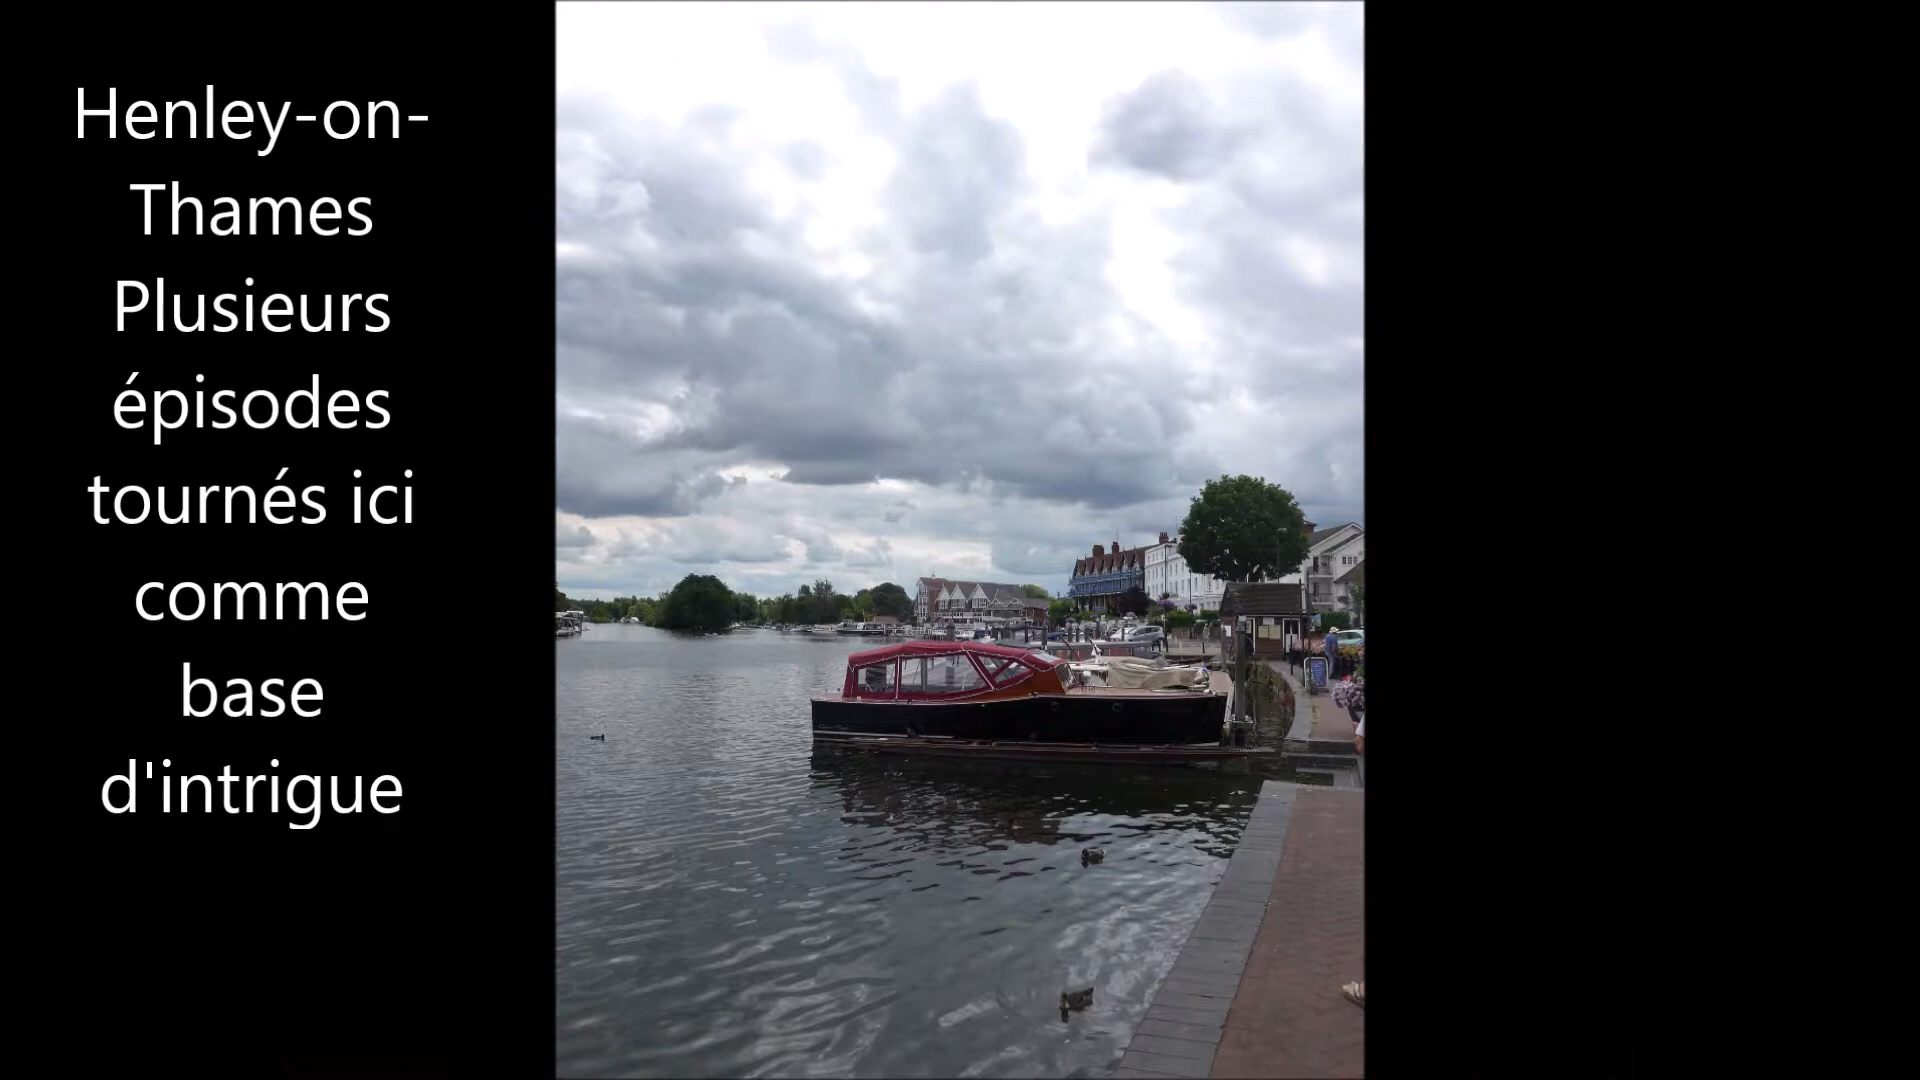 Henley-on-
Thames
Plusieurs
épisodes
tournés ici
comme
base
d'intrigue